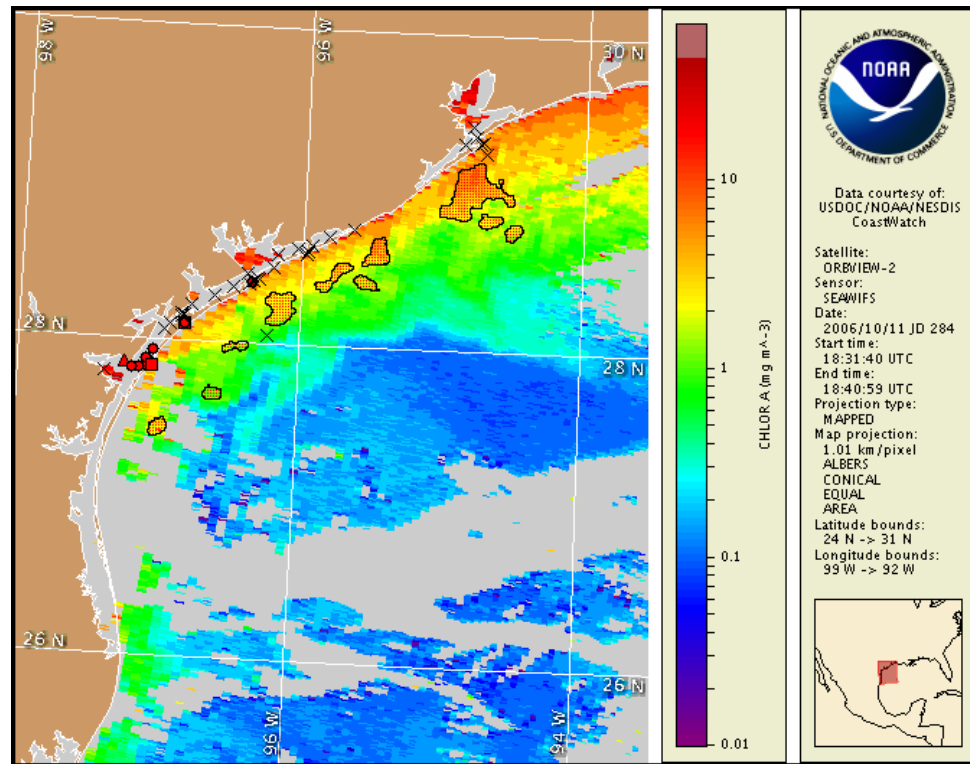 98 W
96 W
30 N
28 N
28 N
26 N
26 N
96 W
94 W
10
1
0.1
0.01
CHLOR A (mg m^-3)
NATIONAL OCEANIC AND ATMOSPHERIC ADMINISTRATION
NOAA
U.S. DEPARTMENT OF COMMERCE
Data courtesy of:
USDOC/NOAA/NESDIS
CoastWatch
Satellite:
ORBVIEW-2
Sensor:
SEAWIFS
Date:
2006/10/11 JD 284
Start time:
18:31:40 UTC
End time:
18:40:59 UTC
Projection type:
MAPPED
Map projection:
1.01 km/pixel
ALBERS
CONICAL
EQUAL
AREA
Latitude bounds:
24 N -> 31 N
Longitude bounds:
99 W -> 92 W